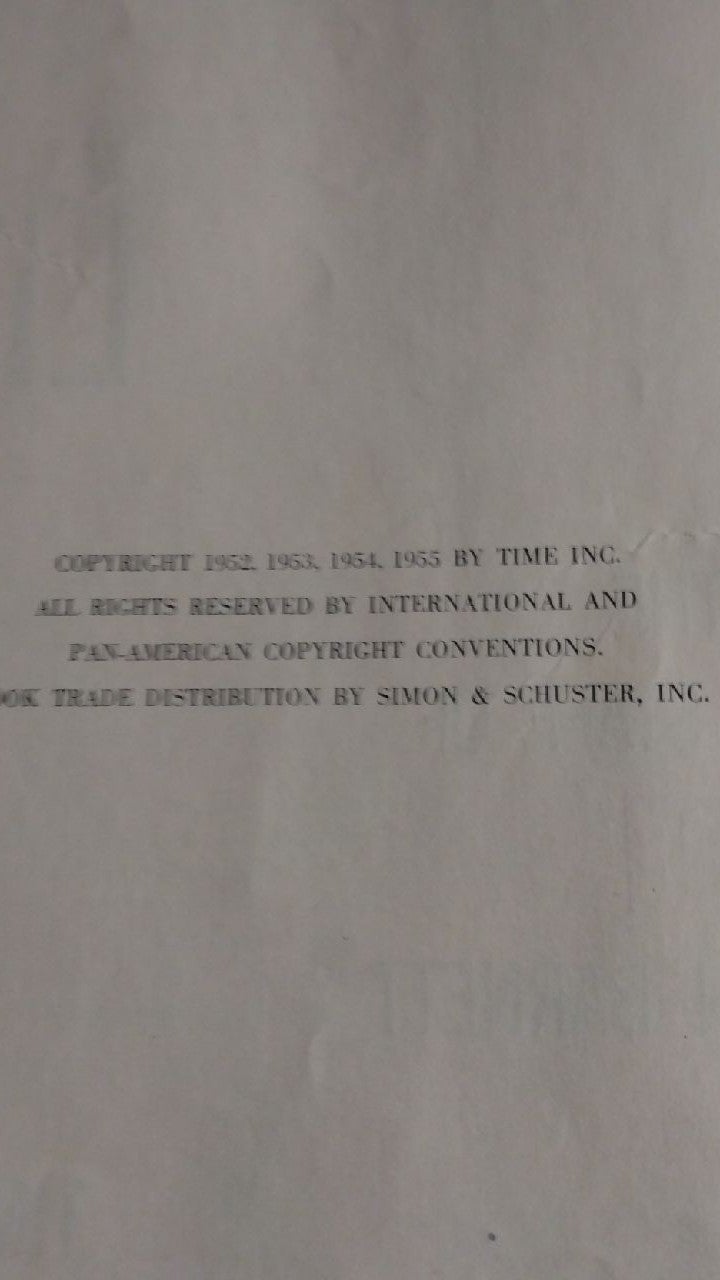 COPYRIGHT 1952, 1953, 1954, 1955 BY TIME INC.
ALL RIGHTS RESERVED BY INTERNATIONAL AND
PAN-AMERICAN COPYRIGHT CONVENTIONS.
OOK TRADE DISTRIBUTION BY SIMON & SCHUSTER, INC.